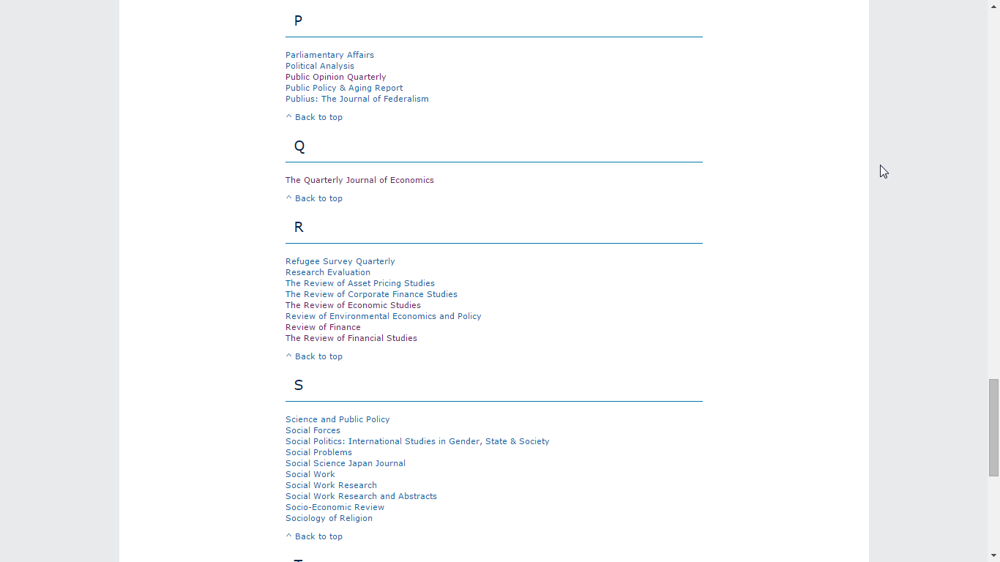 P
Parliamentary Affairs
Political Analysis
Public Opinion Quarterly
Public Policy & Aging Report
Publius: The Journal of Federalism
^ Back to top
Q
The Quarterly Journal of Economics
^ Back to top
R
Refugee Survey Quarterly
Research Evaluation
The Review of Asset Pricing Studies
The Review of Corporate Finance Studies
The Review of Economic Studies
Review of Environmental Economics and Policy
Review of Finance
The Review of Financial Studies
^ Back to top
S
Science and Public Policy
Social Forces
Social Politics: International Studies in Gender, State & Society
Social Problems
Social Science Japan Journal
Social Work
Social Work Research
Social Work Research and Abstracts
Socio-Economic Review
Sociology of Religion
^ Back to top